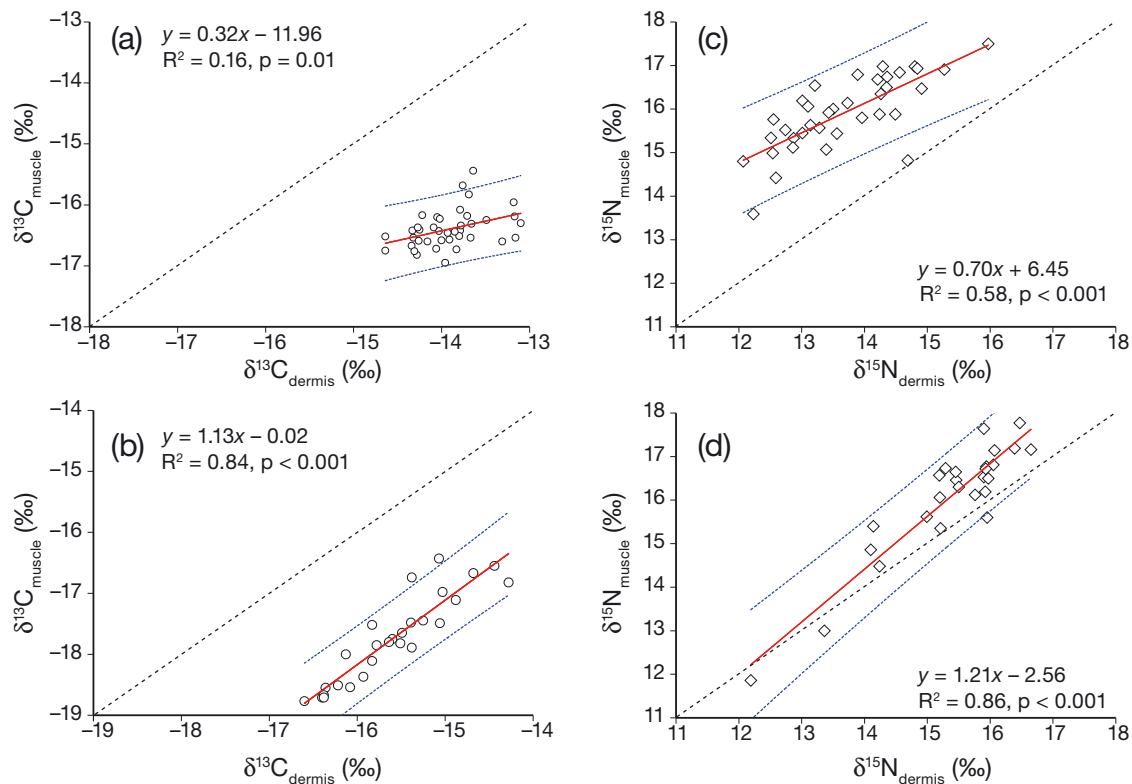 (a)
y = 0.32x – 11.96
R² = 0.16, p = 0.01
–13
–14
–15
–16
–17
–18
δ¹³C_muscle (‰)
–18 –17 –16 –15 –14 –13
δ¹³C_dermis (‰)
(c)
18
17
16
15
14
13
12
11
δ¹⁵N_muscle (‰)
y = 0.70x + 6.45
R² = 0.58, p < 0.001
11 12 13 14 15 16 17 18
δ¹⁵N_dermis (‰)
(b)
y = 1.13x – 0.02
R² = 0.84, p < 0.001
–14
–15
–16
–17
–18
–19
δ¹³C_muscle (‰)
–19 –18 –17 –16 –15 –14
δ¹³C_dermis (‰)
(d)
18
17
16
15
14
13
12
11
δ¹⁵N_muscle (‰)
y = 1.21x – 2.56
R² = 0.86, p < 0.001
11 12 13 14 15 16 17 18
δ¹⁵N_dermis (‰)